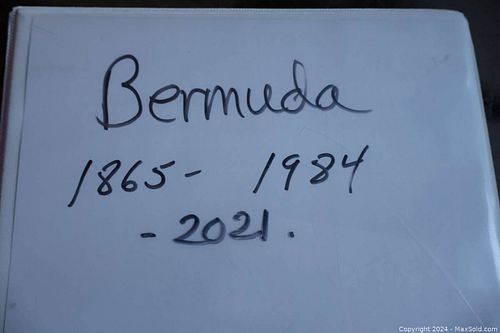 Bermuda
1865- 1984
- 2021.
Copyright 2024 - MaxSold.com